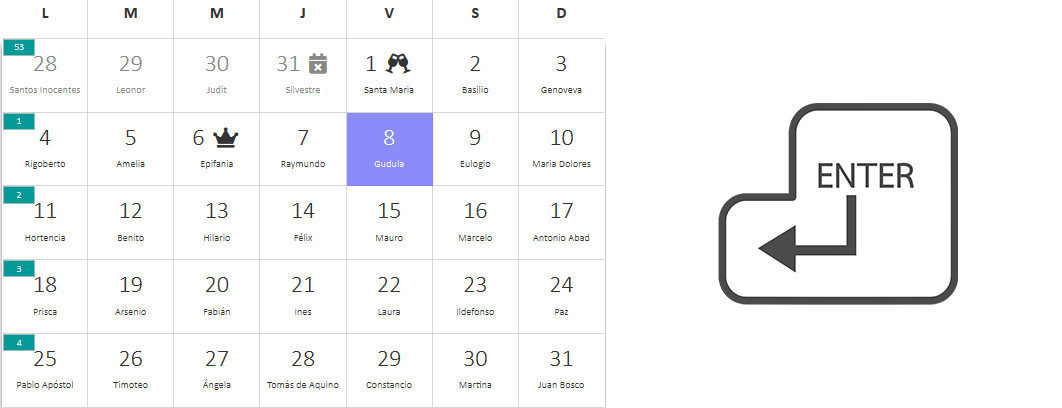 L M M J V S D
53
28 29 30 31 1 2 3
Santos Inocentes Leonor Judit Silvestre Santa Maria Basilio Genoveva
1
4 5 6 7 8 9 10
Rigoberto Amelia Epifania Raymundo Gudula Eulogio Maria Dolores
ENTER
2
11 12 13 14 15 16 17
Hortencia Benito Hilario Félix Mauro Marcelo Antonio Abad
3
18 19 20 21 22 23 24
Prisca Arsenio Fabián Ines Laura Ildefonso Paz
4
25 26 27 28 29 30 31
Pablo Apóstol Timoteo Ángela Tomás de Aquino Constancio Martina Juan Bosco